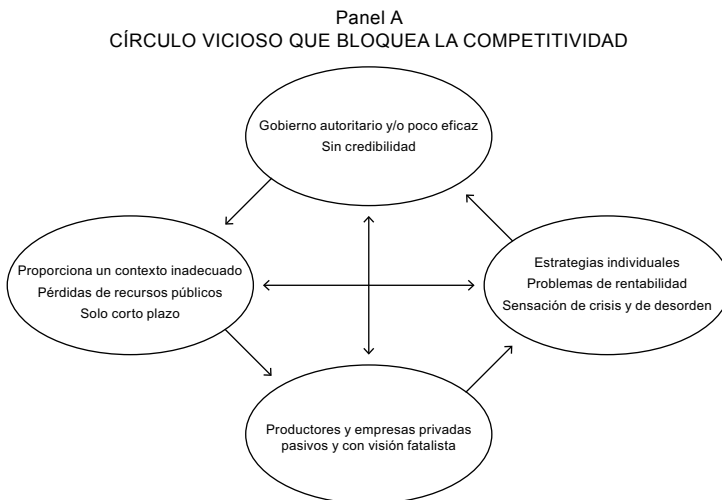 Panel A
CÍRCULO VICIOSO QUE BLOQUEA LA COMPETITIVIDAD
Gobierno autoritario y/o poco eficaz
Sin credibilidad
Proporciona un contexto inadecuado
Pérdidas de recursos públicos
Solo corto plazo
Estrategias individuales
Problemas de rentabilidad
Sensación de crisis y de desorden
Productores y empresas privadas
pasivos y con visión fatalista